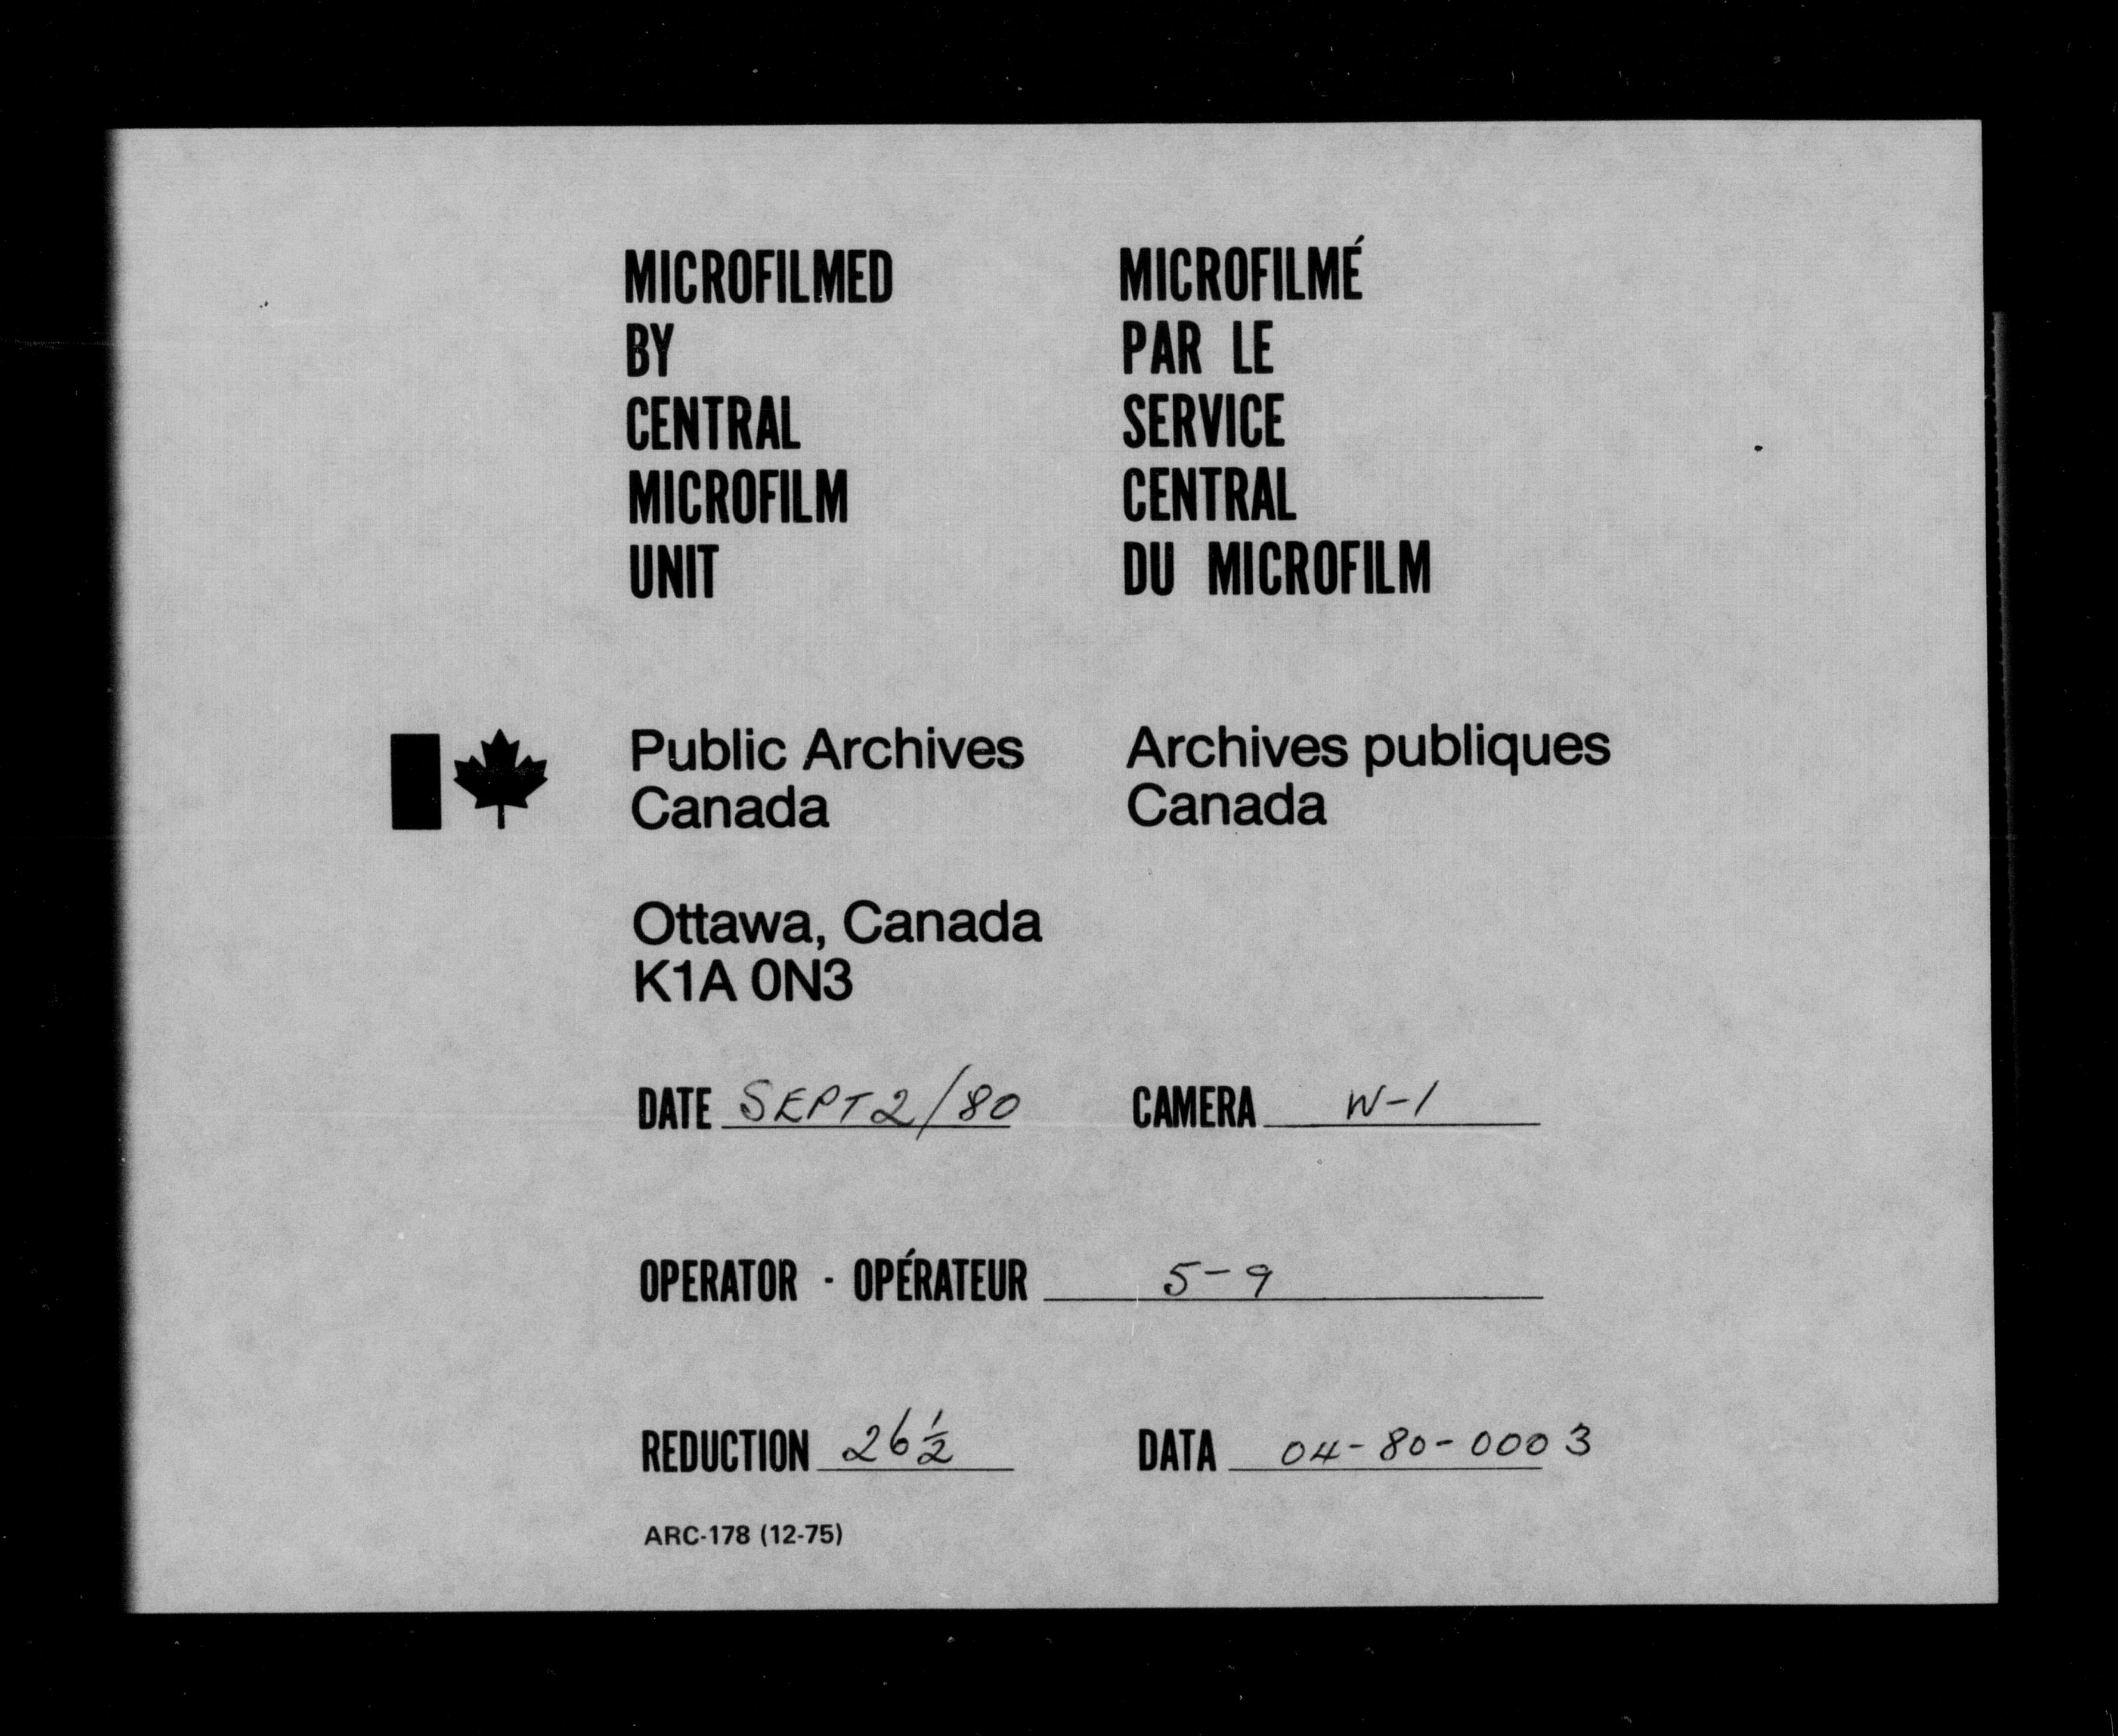 MICROFILMED
BY
CENTRAL
MICROFILM
UNIT
MICROFILMÉ
PAR LE
SERVICE
CENTRAL
DU MICROFILM
Public Archives
Canada
Archives publiques
Canada
Ottawa, Canada
K1A 0N3
DATE SEPT 2/80
CAMERA W-1
OPERATOR - OPÉRATEUR 5-9
REDUCTION 26 1/2
DATA 04-80-0003
ARC-178 (12-75)